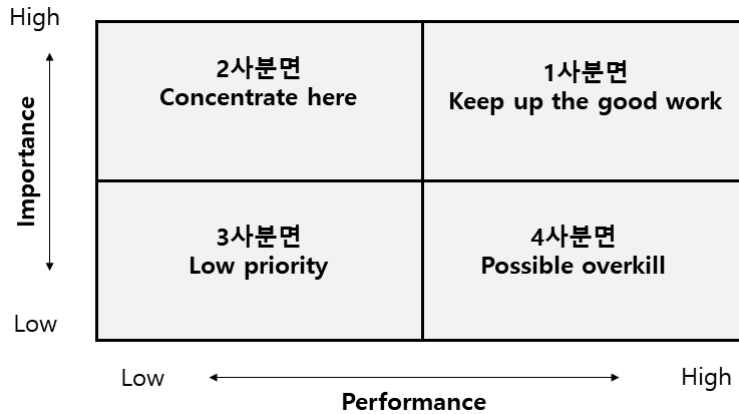 High
2사분면
Concentrate here
1사분면
Keep up the good work
Importance
3사분면
Low priority
4사분면
Possible overkill
Low
Low
High
Performance